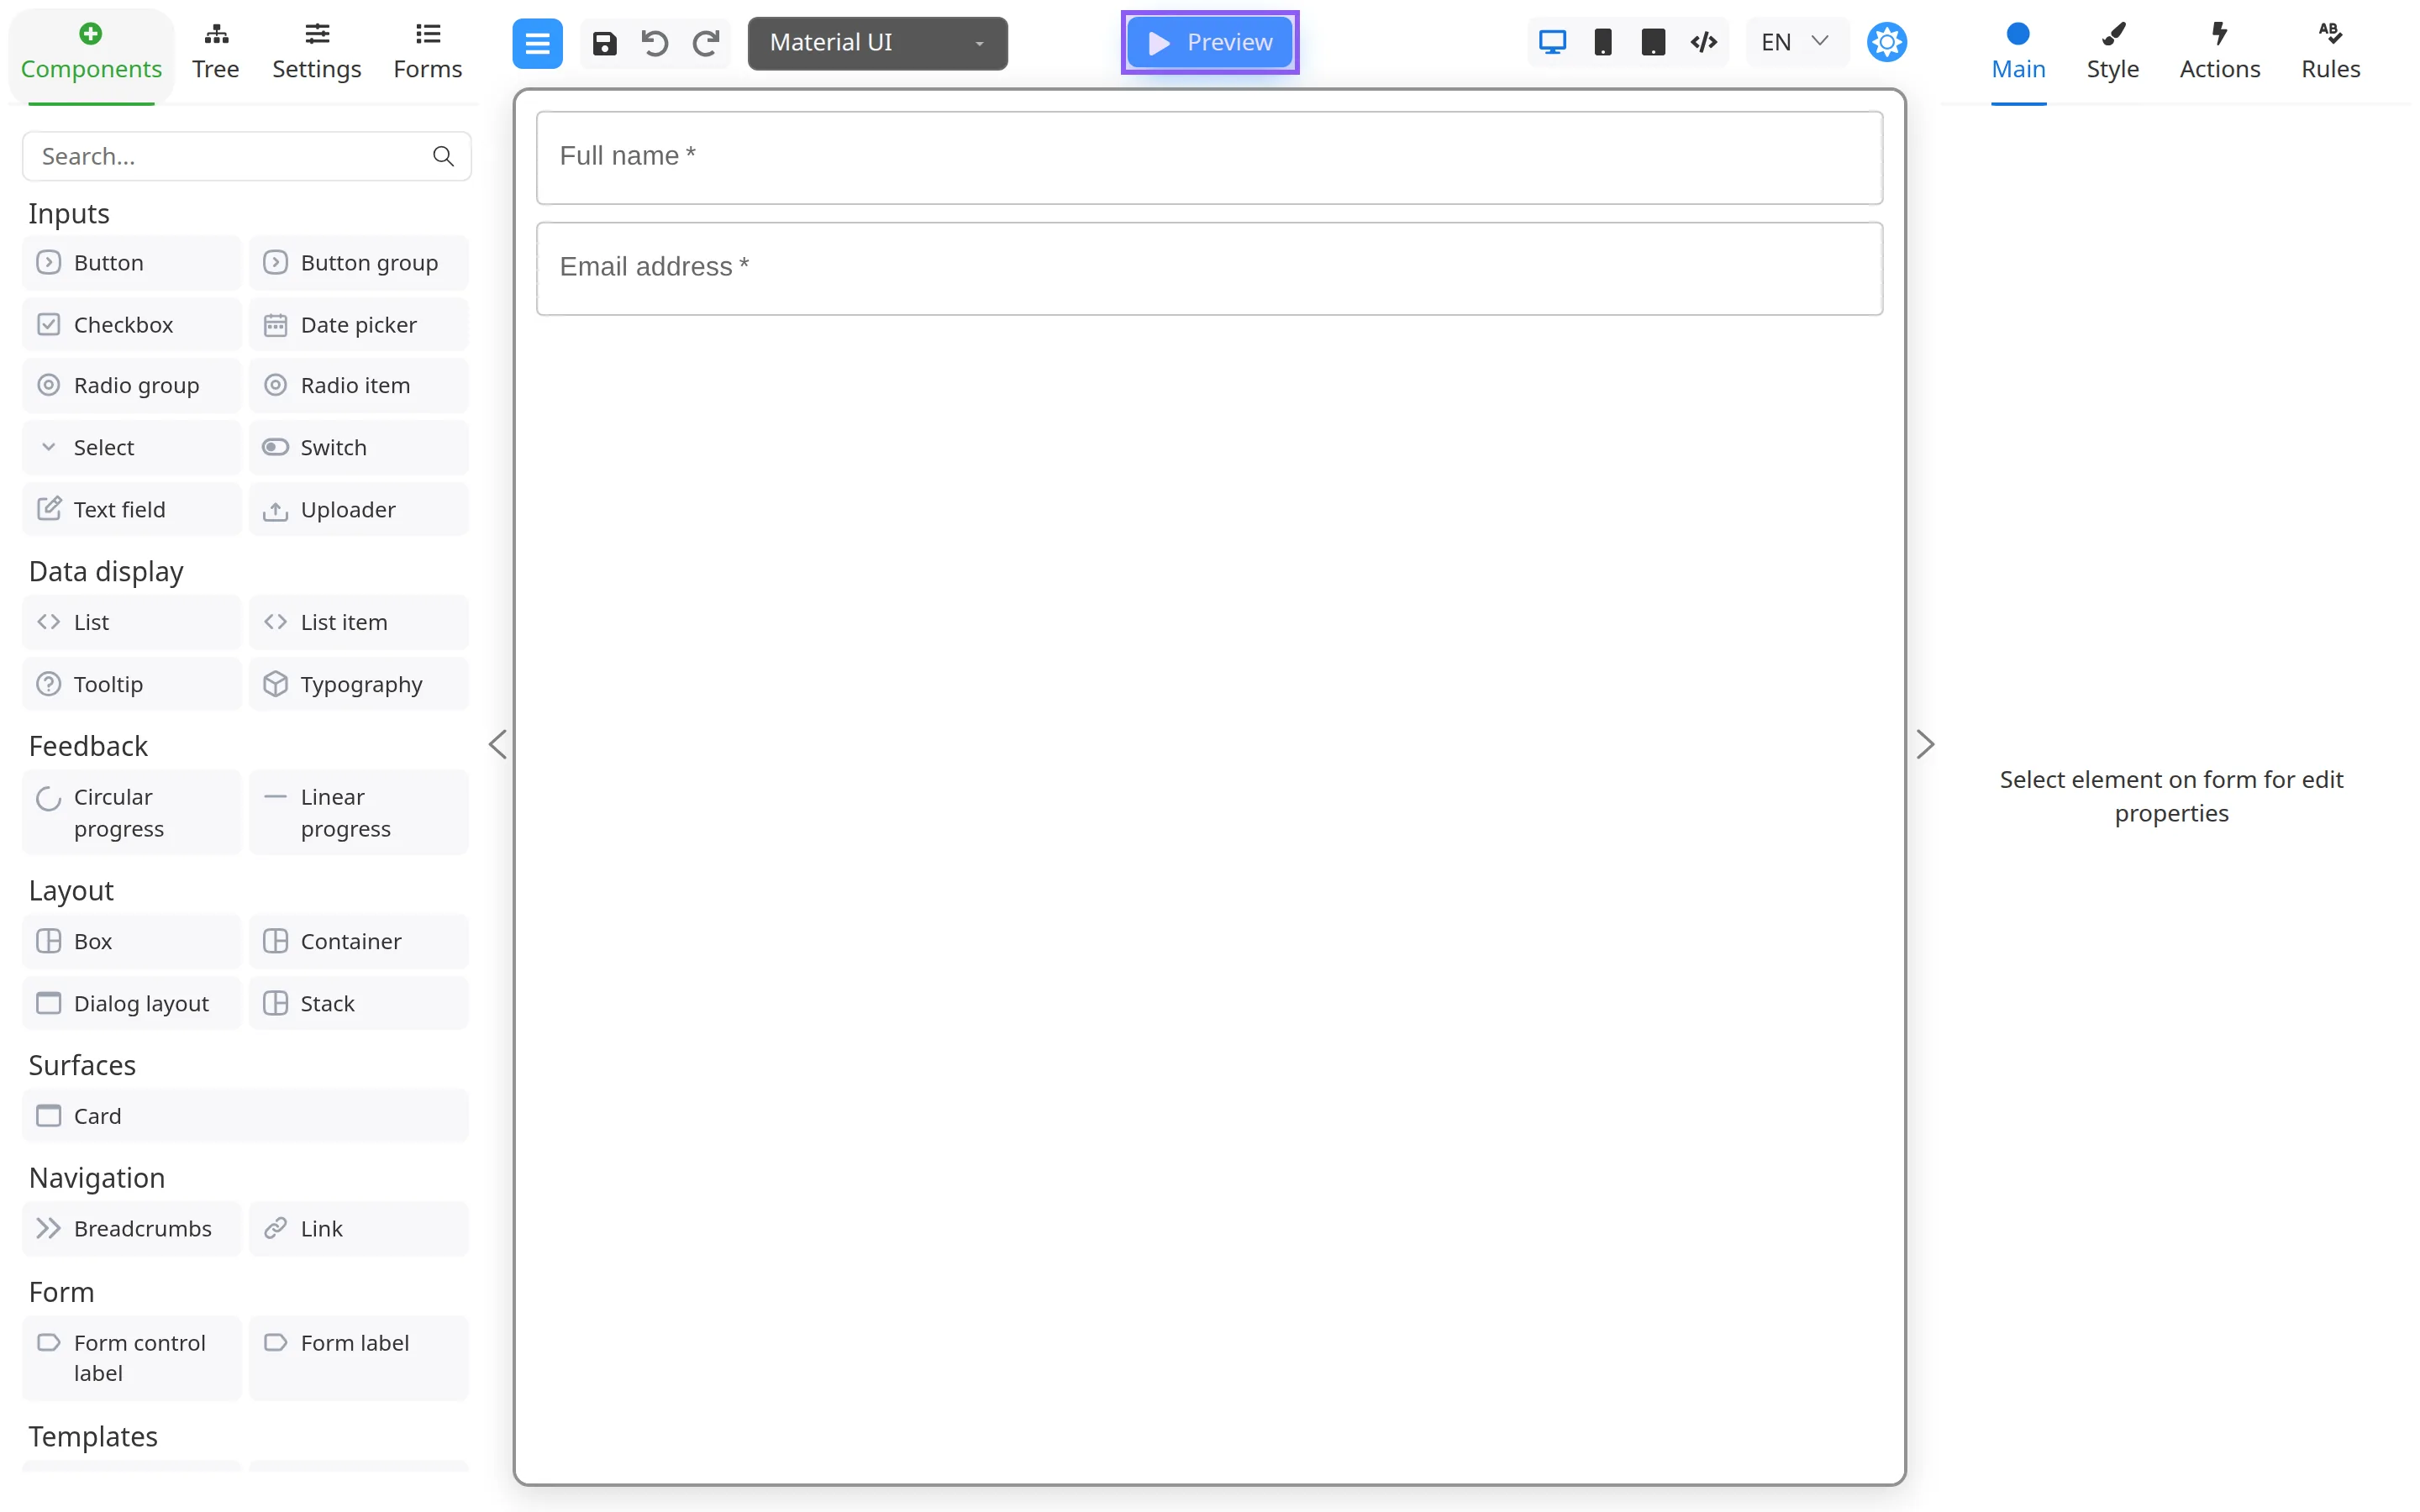 Components
Tree
Settings
Forms
Material UI
Preview
EN
Main
Style
Actions
AB
Rules
Search...
Inputs
Button
Button group
Checkbox
Date picker
Radio group
Radio item
Select
Switch
Text field
Uploader
Data display
List
List item
Tooltip
Typography
Feedback
Circular
progress
Linear
progress
Layout
Box
Container
Dialog layout
Stack
Surfaces
Card
Navigation
Breadcrumbs
Link
Form
Form control
label
Form label
Templates
Full name *
Email address *
Select element on form for edit
properties